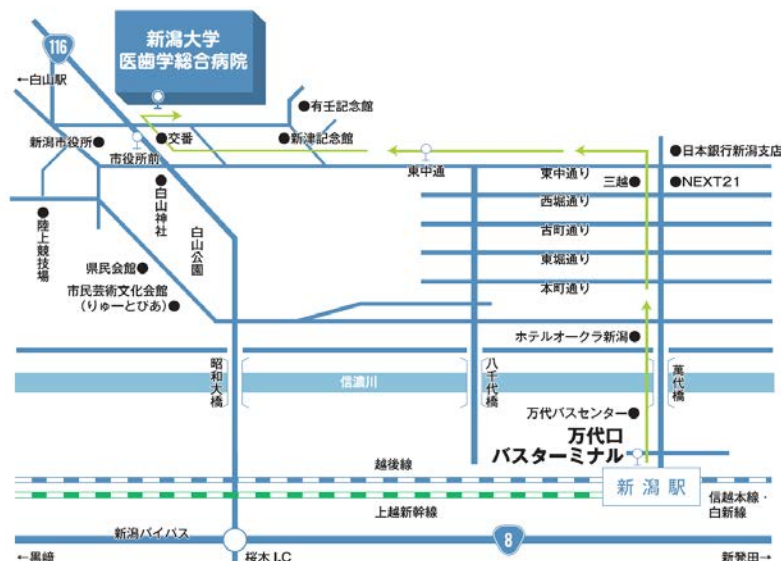 116
新潟大学
医歯学総合病院
←白山駅
●有壬記念館
新潟市役所●
●交番
●新津記念館
市役所前
東中通
●日本銀行新潟支店
東中通り
三越●
●NEXT21
西堀通り
●白山神社
白山公園
古町通り
●陸上競技場
県民会館●
東堀通り
市民芸術文化会館
(りゅーとぴあ)●
本町通り
ホテルオークラ新潟●
昭和大橋
信濃川
八千代橋
萬代橋
万代バスセンター●
万代口
バスターミナル
越後線
新潟駅
信越本線・
白新線
上越新幹線
新潟バイパス
8
←黒崎
桜木I.C
新発田→